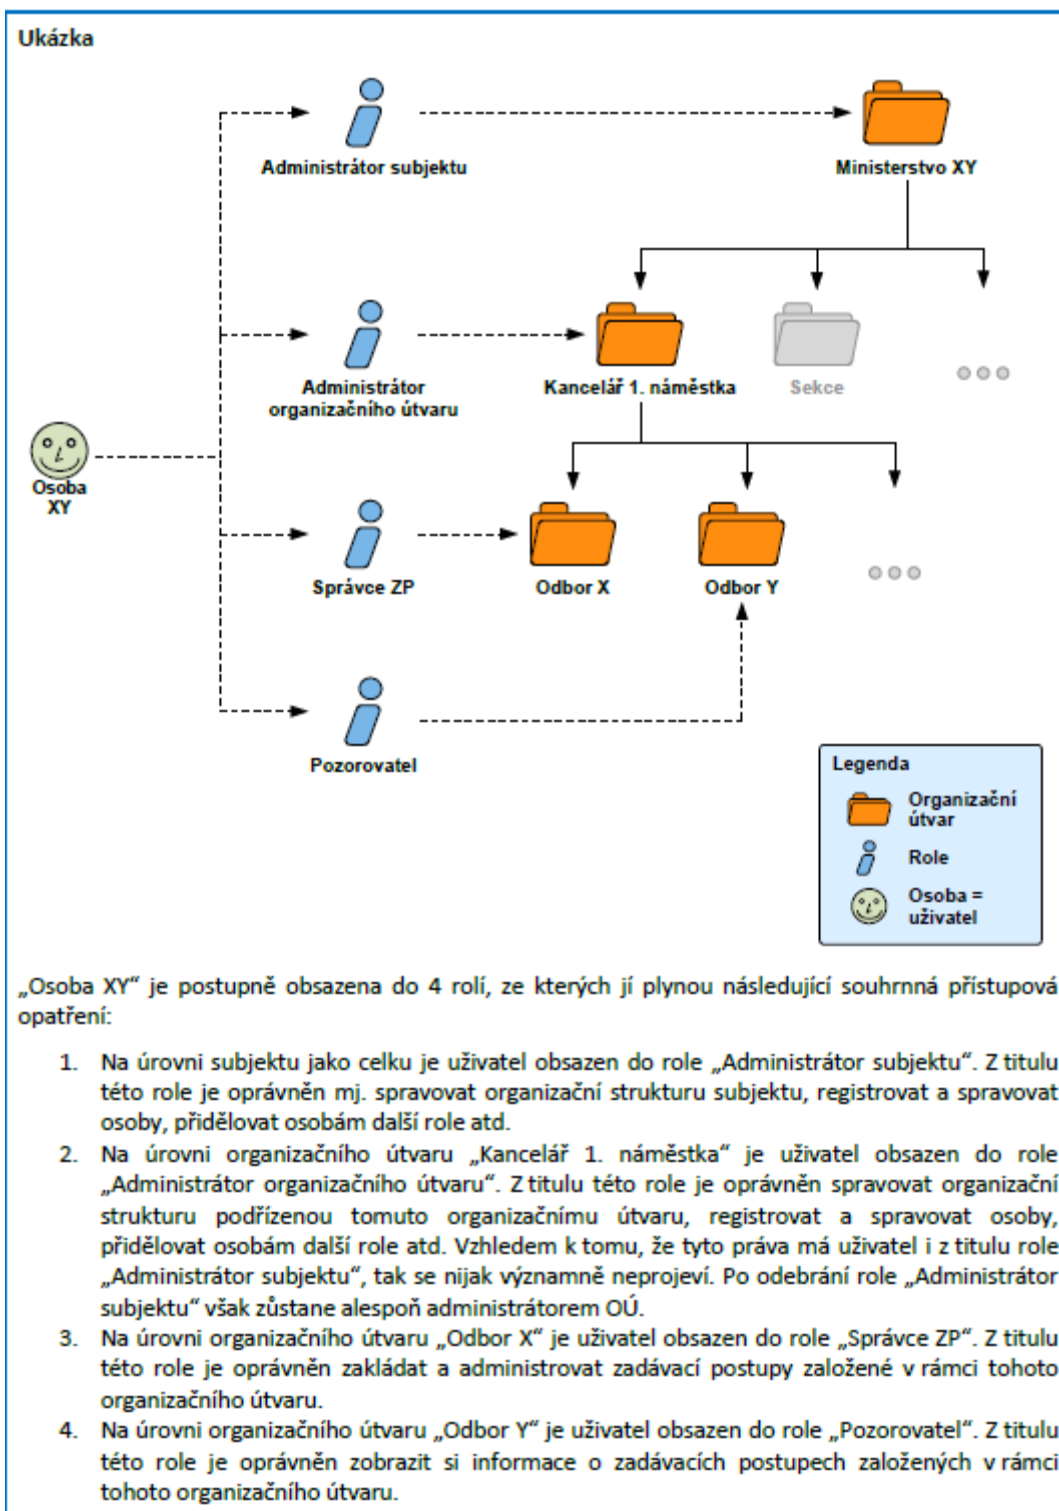 Ukázka
Administrátor subjektu
Ministerstvo XY
Administrátor
organizačního útvaru
Kancelář 1. náměstka
Sekce
Osoba
XY
Správce ZP
Odbor X
Odbor Y
Pozorovatel
Legenda
Organizační
útvar
Role
Osoba =
uživatel
„Osoba XY“ je postupně obsazena do 4 rolí, ze kterých jí plynou následující souhrnná přístupová
opatření:
1. Na úrovni subjektu jako celku je uživatel obsazen do role „Administrátor subjektu“. Z titulu
této role je oprávněn mj. spravovat organizační strukturu subjektu, registrovat a spravovat
osoby, přidělovat osobám další role atd.
2. Na úrovni organizačního útvaru „Kancelář 1. náměstka“ je uživatel obsazen do role
„Administrátor organizačního útvaru“. Z titulu této role je oprávněn spravovat organizační
strukturu podřízenou tomuto organizačnímu útvaru, registrovat a spravovat osoby,
přidělovat osobám další role atd. Vzhledem k tomu, že tyto práva má uživatel i z titulu role
„Administrátor subjektu“, tak se nijak významně neprojeví. Po odebrání role „Administrátor
subjektu“ však zůstane alespoň administrátorem OÚ.
3. Na úrovni organizačního útvaru „Odbor X“ je uživatel obsazen do role „Správce ZP“. Z titulu
této role je oprávněn zakládat a administrovat zadávací postupy založené v rámci tohoto
organizačního útvaru.
4. Na úrovni organizačního útvaru „Odbor Y“ je uživatel obsazen do role „Pozorovatel“. Z titulu
této role je oprávněn zobrazit si informace o zadávacích postupech založených v rámci
tohoto organizačního útvaru.